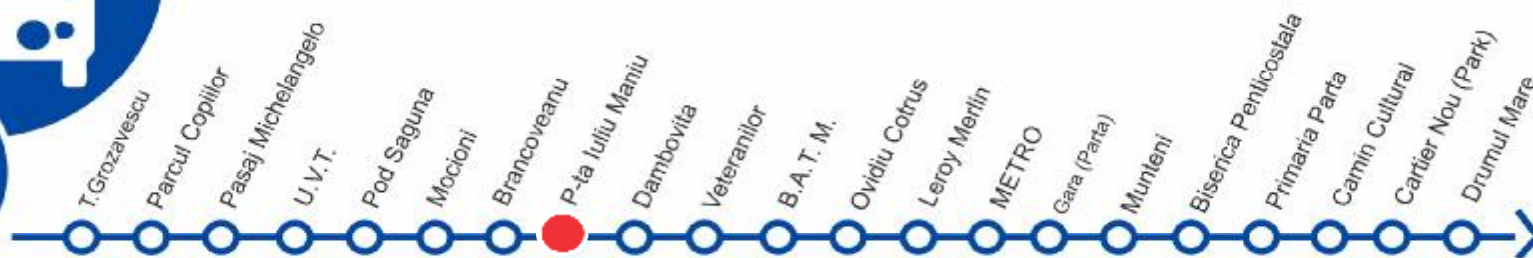 T.Grozavescu
Parcul Copiilor
Pasaj Michelangelo
U.V.T.
Pod Saguna
Mocioni
Brancoveanu
P-ta Iuliu Maniu
Dambovita
Veteranilor
B.A.T. M.
Ovidiu Cotrus
Leroy Merlin
METRO
Gara (Parta)
Munteni
Biserica Penticostala
Primaria Parta
Camin Cultural
Cartier Nou (Park)
Drumul Mare